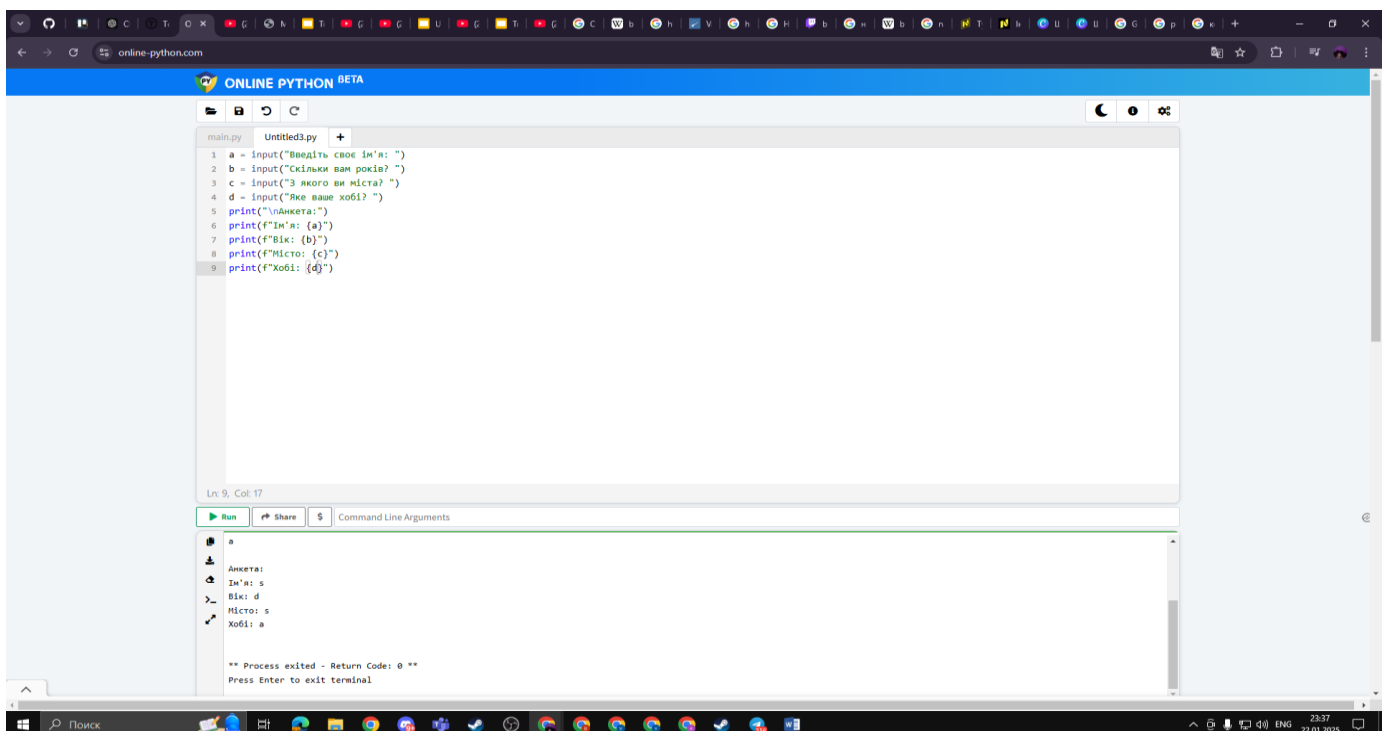 online-python.com
ONLINE PYTHON BETA
main.py Untitled3.py +
1 a = input("Введіть своє ім'я: ")
2 b = input("Скільки вам років? ")
3 c = input("З якого ви міста? ")
4 d = input("Яке ваше хобі? ")
5 print("\nАнкета:")
6 print(f"Ім'я: {a}")
7 print(f"Вік: {b}")
8 print(f"Місто: {c}")
9 print(f"Хобі: {d}")
Ln: 9, Col: 17
Run Share $ Command Line Arguments
a
Анкета:
Ім'я: s
Вік: d
Місто: s
Хобі: a
** Process exited - Return Code: 0 **
Press Enter to exit terminal
Поиск
ENG 23:37
22.01.2025